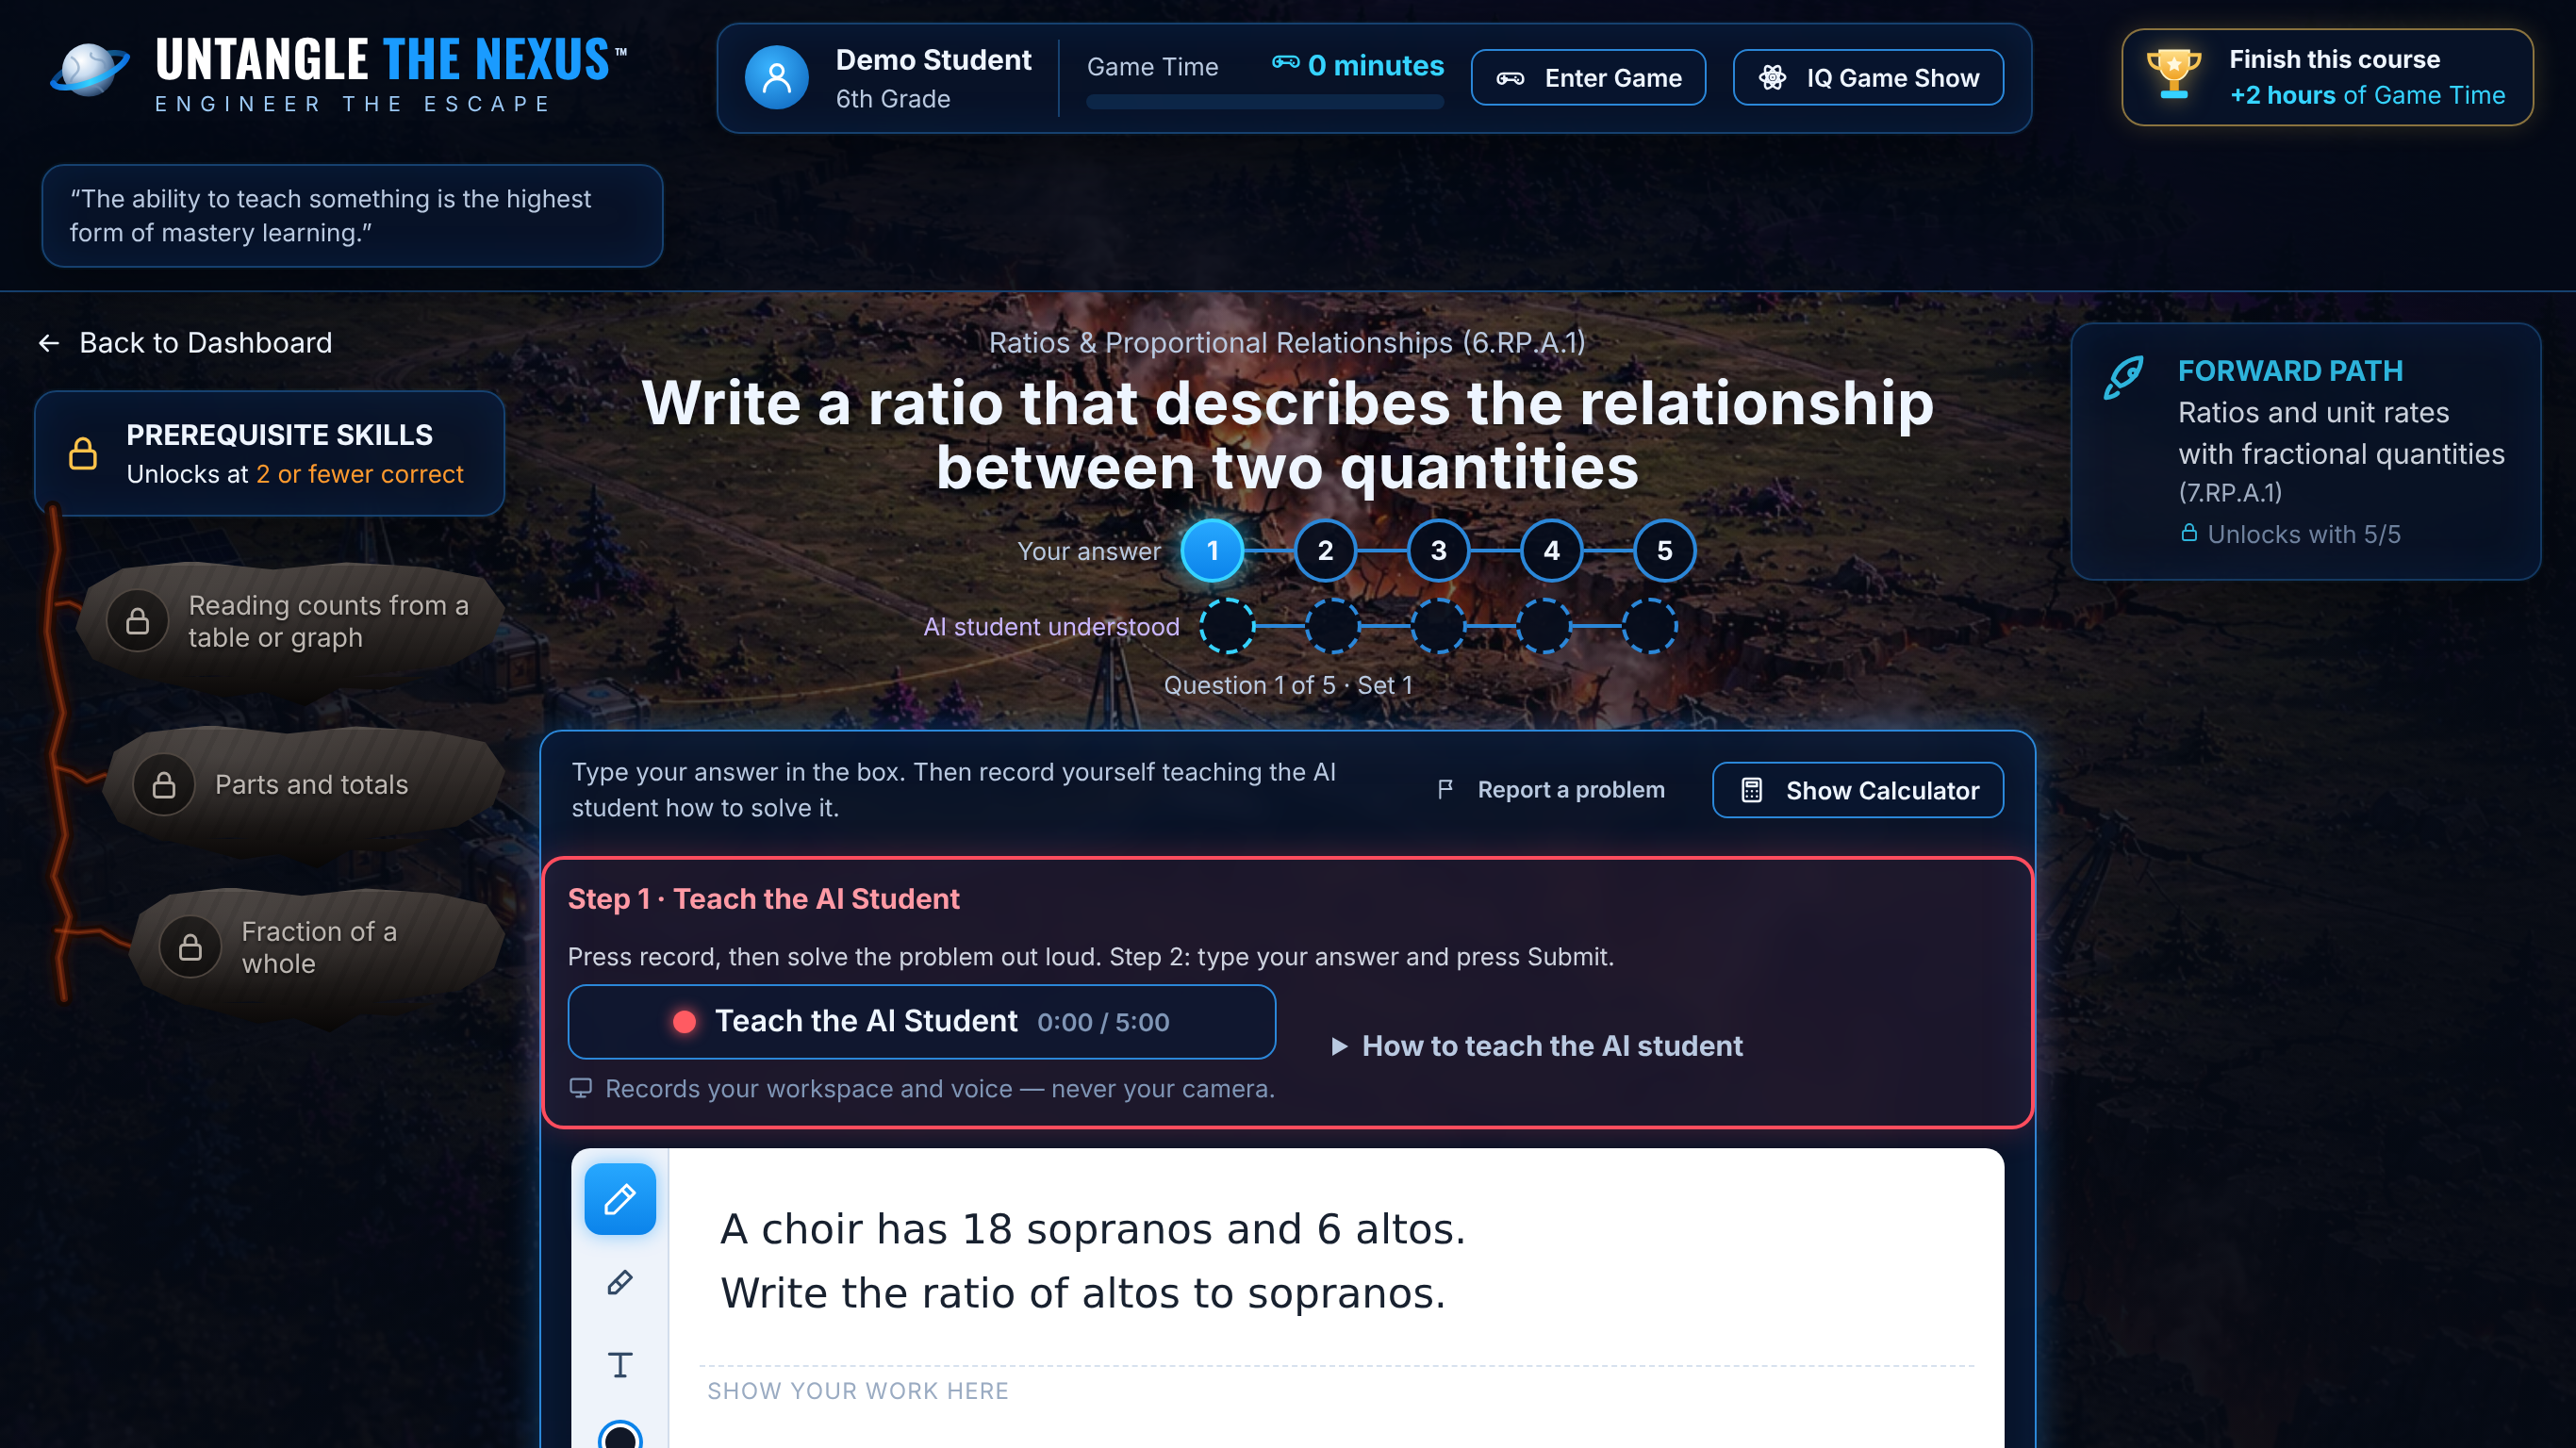 UNTANGLE THE NEXUS™
ENGINEER THE ESCAPE
Demo Student
6th Grade
Game Time
0 minutes
Enter Game
IQ Game Show
Finish this course
+2 hours of Game Time
“The ability to teach something is the highest
form of mastery learning.”
Back to Dashboard
PREREQUISITE SKILLS
Unlocks at 2 or fewer correct
Reading counts from a
table or graph
Parts and totals
Fraction of a
whole
Ratios & Proportional Relationships (6.RP.A.1)
Write a ratio that describes the relationship
between two quantities
Your answer 1 2 3 4 5
AI student understood
Question 1 of 5 · Set 1
FORWARD PATH
Ratios and unit rates
with fractional quantities
(7.RP.A.1)
Unlocks with 5/5
Type your answer in the box. Then record yourself teaching the AI
student how to solve it.
Report a problem
Show Calculator
Step 1 · Teach the AI Student
Press record, then solve the problem out loud. Step 2: type your answer and press Submit.
Teach the AI Student 0:00 / 5:00
How to teach the AI student
Records your workspace and voice — never your camera.
A choir has 18 sopranos and 6 altos.
Write the ratio of altos to sopranos.
SHOW YOUR WORK HERE